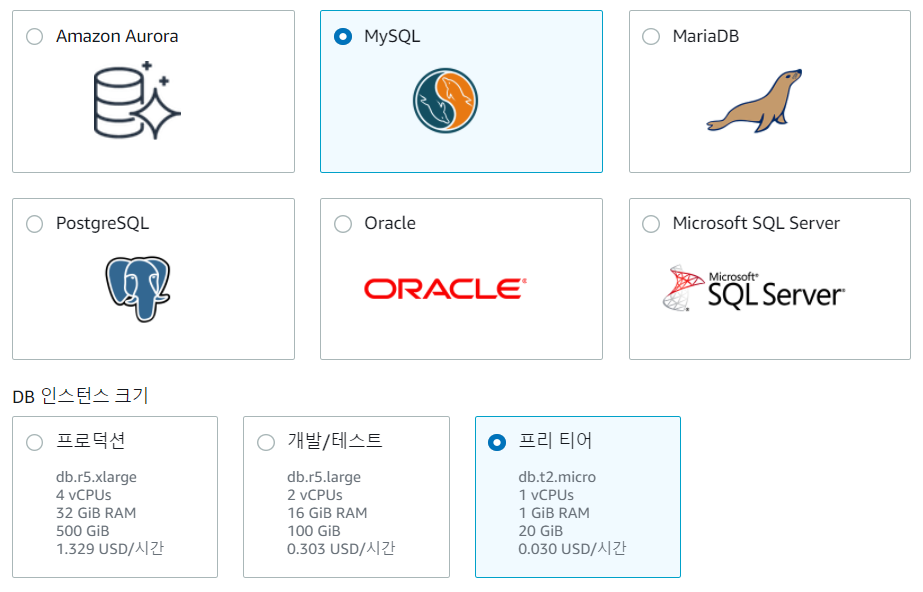 Amazon Aurora
MySQL
MariaDB
PostgreSQL
Oracle
ORACLE®
Microsoft SQL Server
Microsoft®
SQL Server®
DB 인스턴스 크기
프로덕션
db.r5.xlarge
4 vCPUs
32 GiB RAM
500 GiB
1.329 USD/시간
개발/테스트
db.r5.large
2 vCPUs
16 GiB RAM
100 GiB
0.303 USD/시간
프리 티어
db.t2.micro
1 vCPUs
1 GiB RAM
20 GiB
0.030 USD/시간